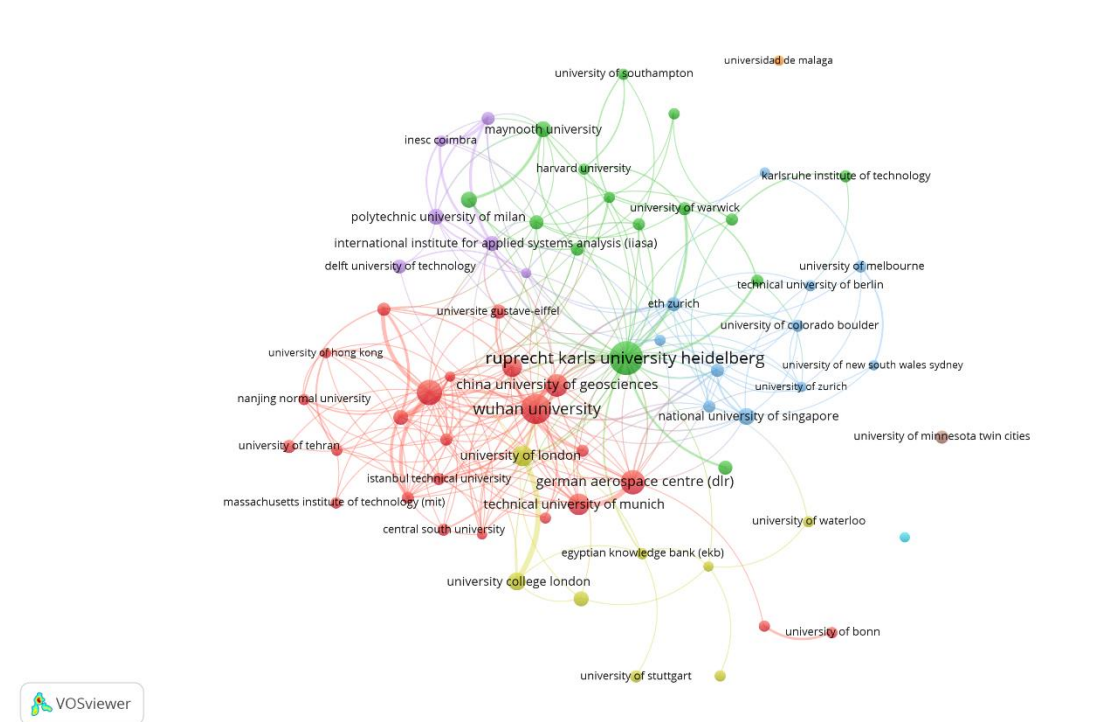 universidad de malaga
university of southampton
maynooth university
inesc coimbra
harvard university
karlsruhe institute of technology
university of warwick
polytechnic university of milan
international institute for applied systems analysis (iiasa)
delft university of technology
university of melbourne
technical university of berlin
eth zurich
universite gustave-eiffel
university of colorado boulder
university of hong kong
ruprecht karls university heidelberg
university of new south wales sydney
china university of geosciences
university of zurich
nanjing normal university
wuhan university
national university of singapore
university of minnesota twin cities
university of tehran
university of london
istanbul technical university
german aerospace centre (dlr)
massachusetts institute of technology (mit)
technical university of munich
university of waterloo
central south university
egyptian knowledge bank (ekb)
university college london
university of bonn
university of stuttgart
VOSviewer